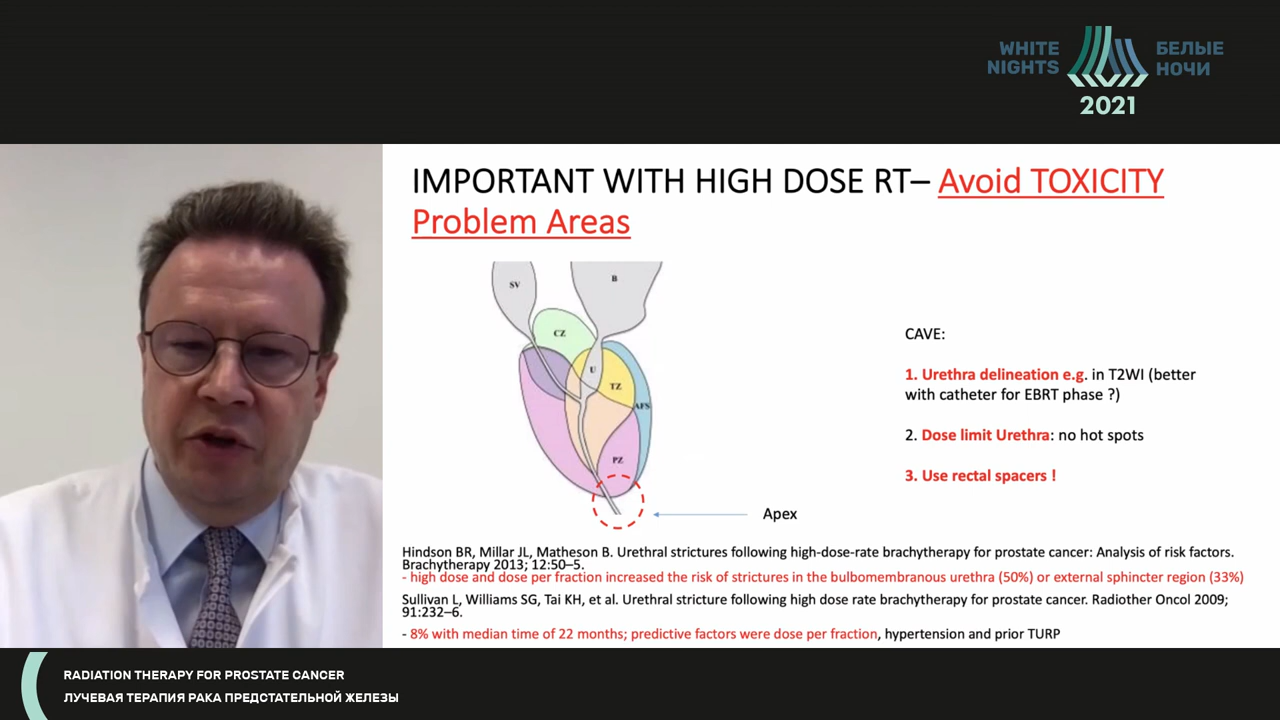 WHITE NIGHTS
БЕЛЫЕ НОЧИ
2021
IMPORTANT WITH HIGH DOSE RT– Avoid TOXICITY
Problem Areas
SV
B
CZ
U
TZ
AFS
PZ
Apex
CAVE:
1. Urethra delineation e.g. in T2WI (better
with catheter for EBRT phase ?)
2. Dose limit Urethra: no hot spots
3. Use rectal spacers !
Hindson BR, Millar JL, Matheson B. Urethral strictures following high-dose-rate brachytherapy for prostate cancer: Analysis of risk factors.
Brachytherapy 2013; 12:50–5.
- high dose and dose per fraction increased the risk of strictures in the bulbomembranous urethra (50%) or external sphincter region (33%)
Sullivan L, Williams SG, Tai KH, et al. Urethral stricture following high dose rate brachytherapy for prostate cancer. Radiother Oncol 2009;
91:232–6.
- 8% with median time of 22 months; predictive factors were dose per fraction, hypertension and prior TURP
RADIATION THERAPY FOR PROSTATE CANCER
ЛУЧЕВАЯ ТЕРАПИЯ РАКА ПРЕДСТАТЕЛЬНОЙ ЖЕЛЕЗЫ